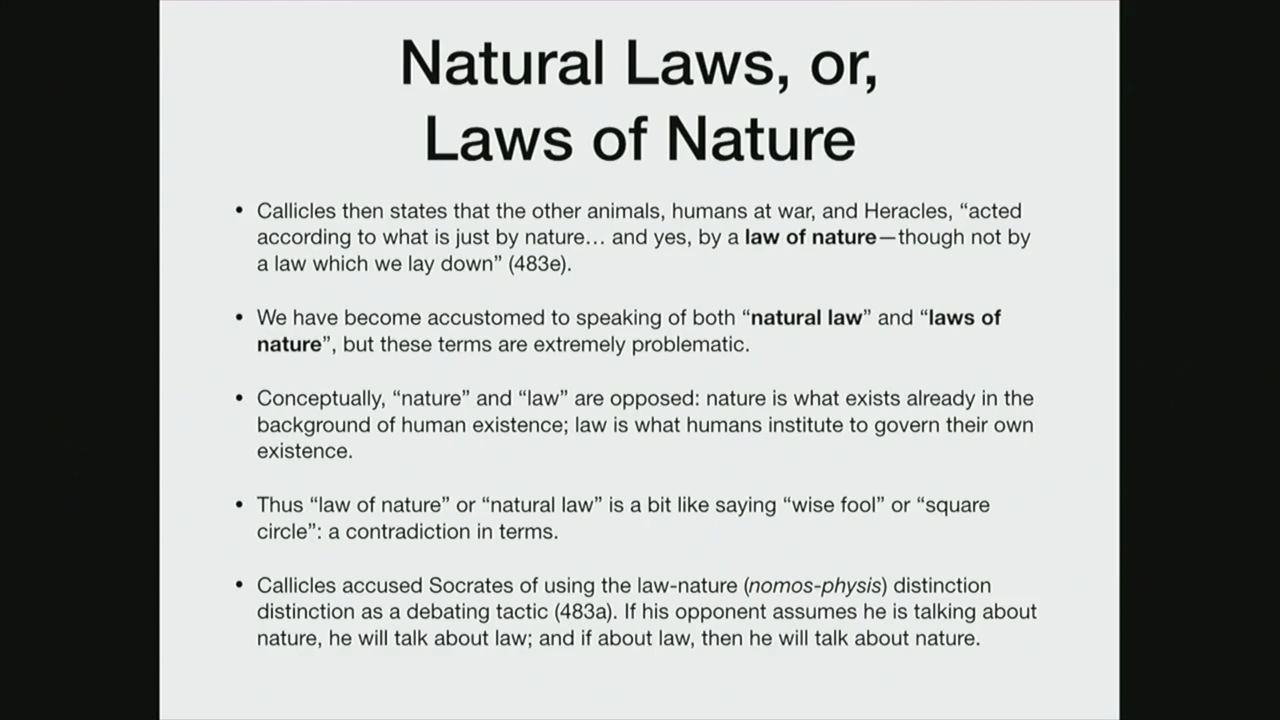 Natural Laws, or,
Laws of Nature
• Callicles then states that the other animals, humans at war, and Heracles, “acted
according to what is just by nature… and yes, by a law of nature—though not by
a law which we lay down” (483e).
• We have become accustomed to speaking of both “natural law” and “laws of
nature”, but these terms are extremely problematic.
• Conceptually, “nature” and “law” are opposed: nature is what exists already in the
background of human existence; law is what humans institute to govern their own
existence.
• Thus “law of nature” or “natural law” is a bit like saying “wise fool” or “square
circle”: a contradiction in terms.
• Callicles accused Socrates of using the law-nature (nomos-physis) distinction
distinction as a debating tactic (483a). If his opponent assumes he is talking about
nature, he will talk about law; and if about law, then he will talk about nature.